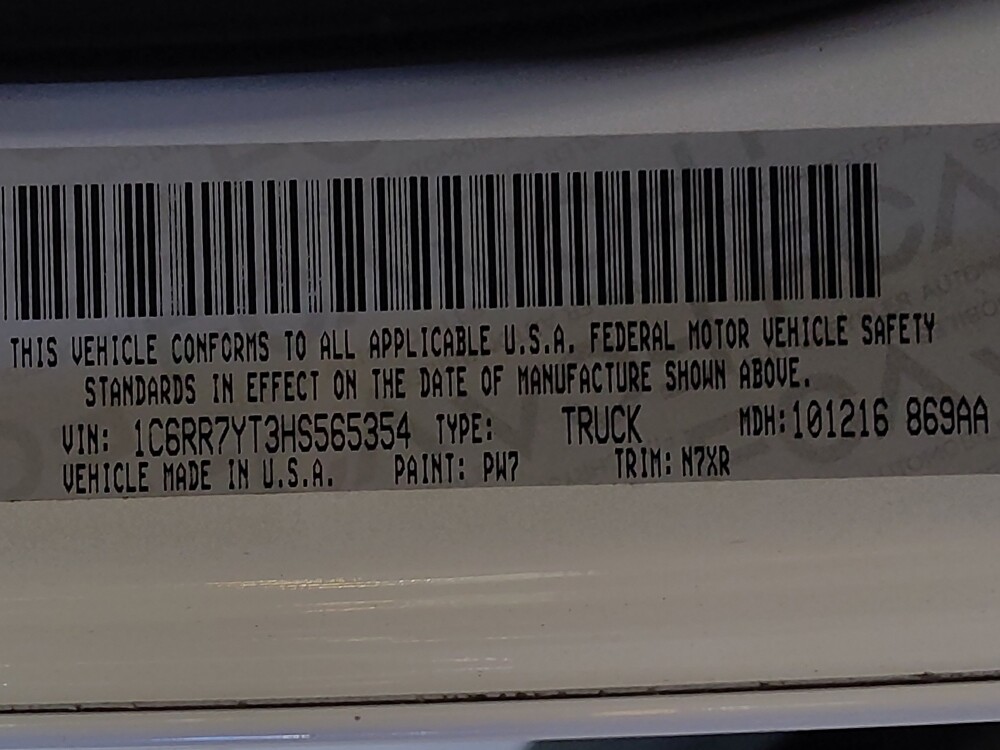 THIS VEHICLE CONFORMS TO ALL APPLICABLE U.S.A. FEDERAL MOTOR VEHICLE SAFETY
STANDARDS IN EFFECT ON THE DATE OF MANUFACTURE SHOWN ABOVE.
VIN: 1C6RR7YT3HS565354 TYPE: TRUCK MDH:101216 869AA
VEHICLE MADE IN U.S.A. PAINT: PW7 TRIM: N7XR